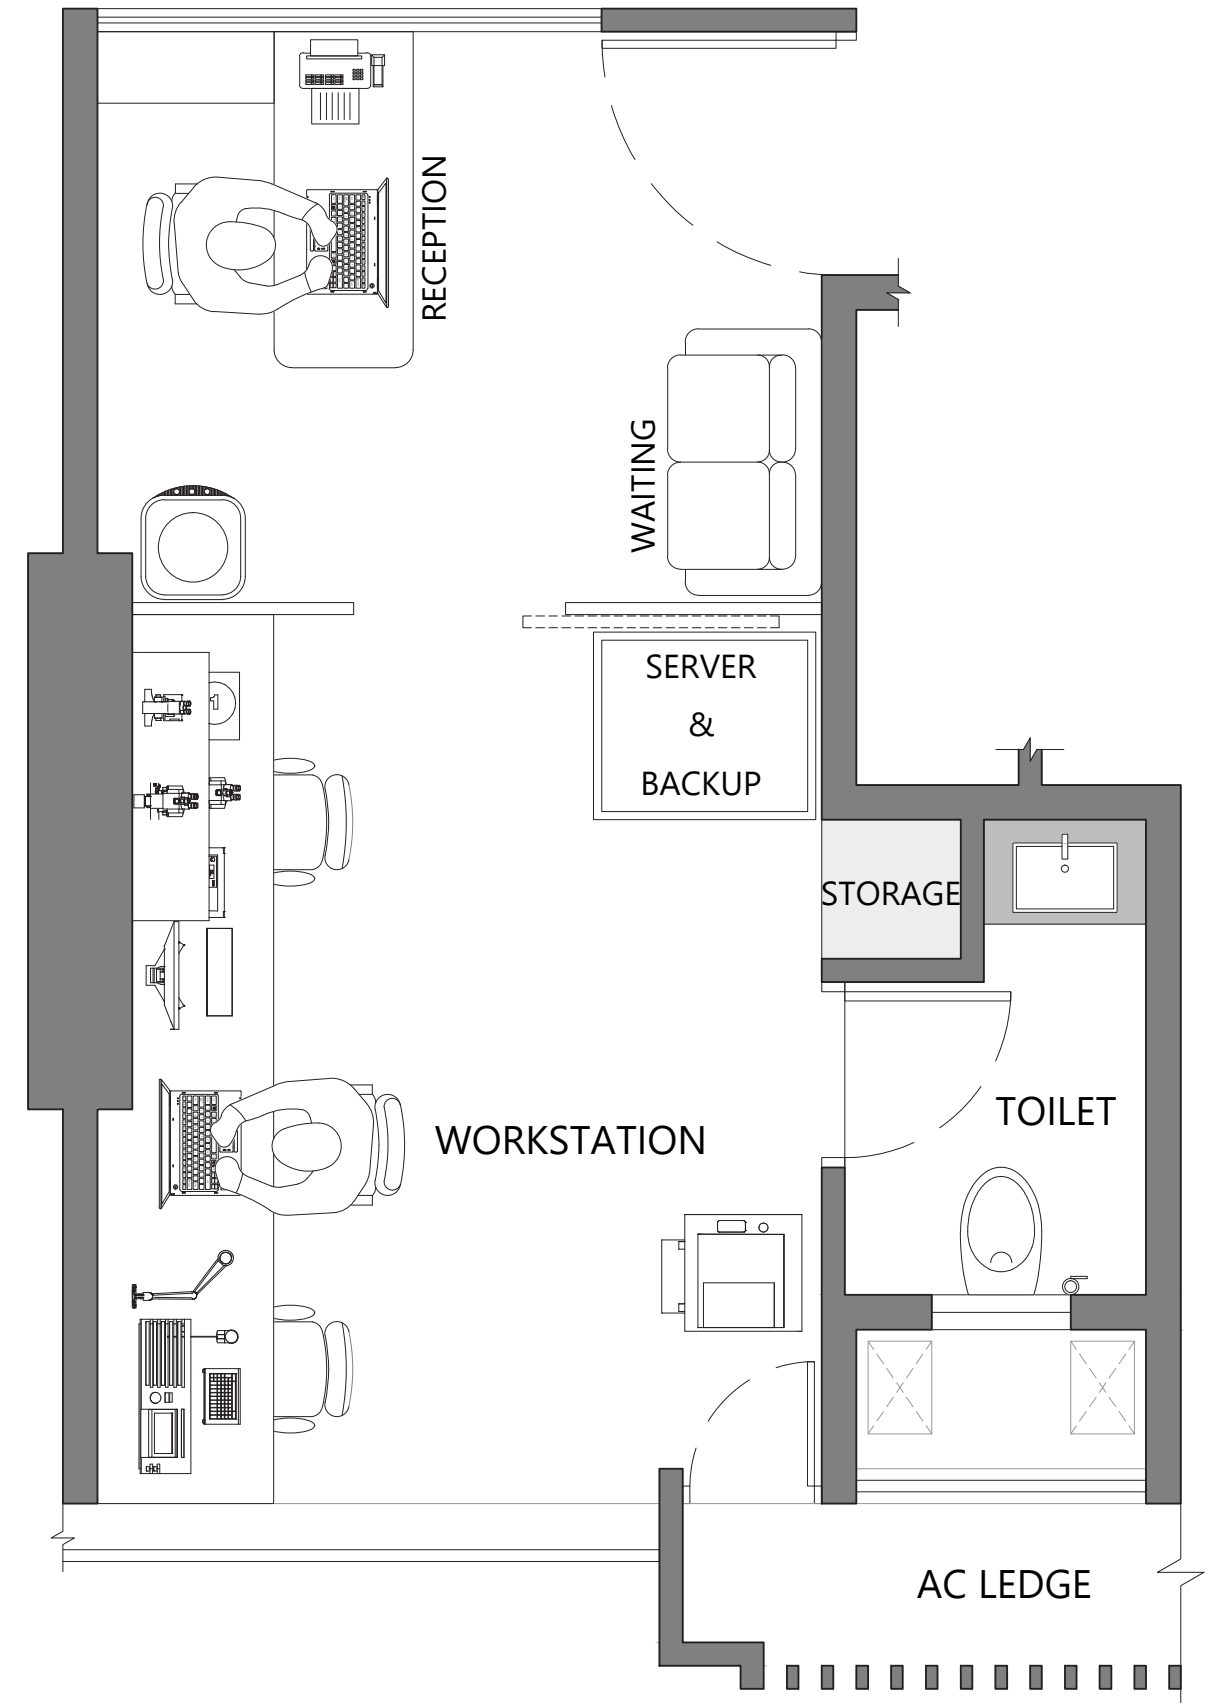 RECEPTION
WAITING
SERVER
&
BACKUP
STORAGE
TOILET
WORKSTATION
AC LEDGE